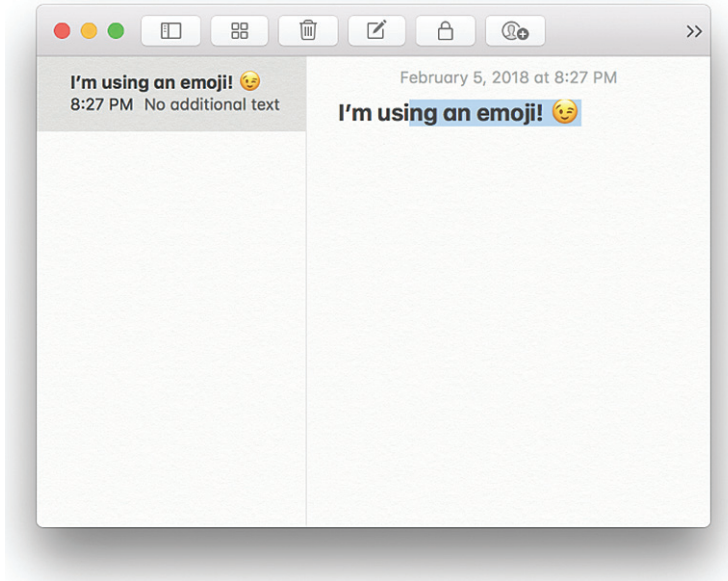 I’m using an emoji! 😉
8:27 PM No additional text
February 5, 2018 at 8:27 PM
I’m using an emoji! 😉